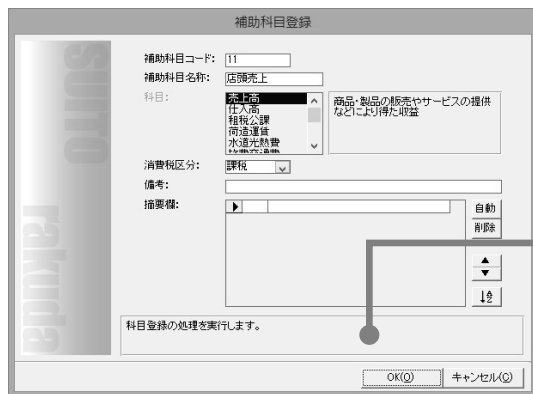 補助科目登録
SUITO
rakuda
補助科目コード: 11
補助科目名称: 店頭売上
科目:
売上高
仕入高
租税公課
荷造運賃
水道光熱費
商品・製品の販売やサービスの提供
などにより得た収益
消費税区分: 課税
備考:
摘要欄:
自動
削除
科目登録の処理を実行します。
OK(O) キャンセル(C)